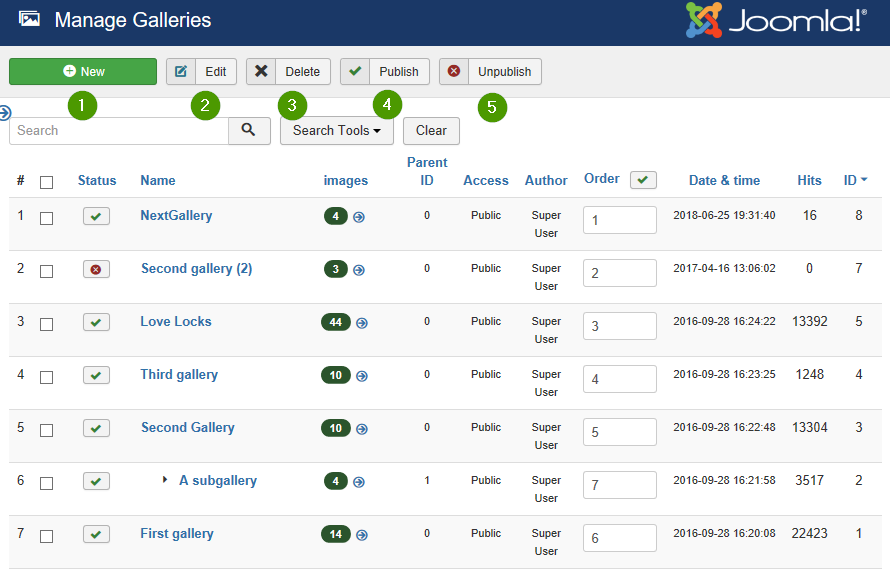 Manage Galleries
Joomla!®
New Edit Delete Publish Unpublish
1 2 3 4 5
Search Search Tools Clear
# Status Name images Parent ID Access Author Order Date & time Hits ID
1 NextGallery 4 0 Public Super User 1 2018-06-25 19:31:40 16 8
2 Second gallery (2) 3 0 Public Super User 2 2017-04-16 13:06:02 0 7
3 Love Locks 44 0 Public Super User 3 2016-09-28 16:24:22 13392 5
4 Third gallery 10 0 Public Super User 4 2016-09-28 16:23:25 1248 4
5 Second Gallery 10 0 Public Super User 5 2016-09-28 16:22:48 13304 3
6 A subgallery 4 1 Public Super User 7 2016-09-28 16:21:58 3517 2
7 First gallery 14 0 Public Super User 6 2016-09-28 16:20:08 22423 1